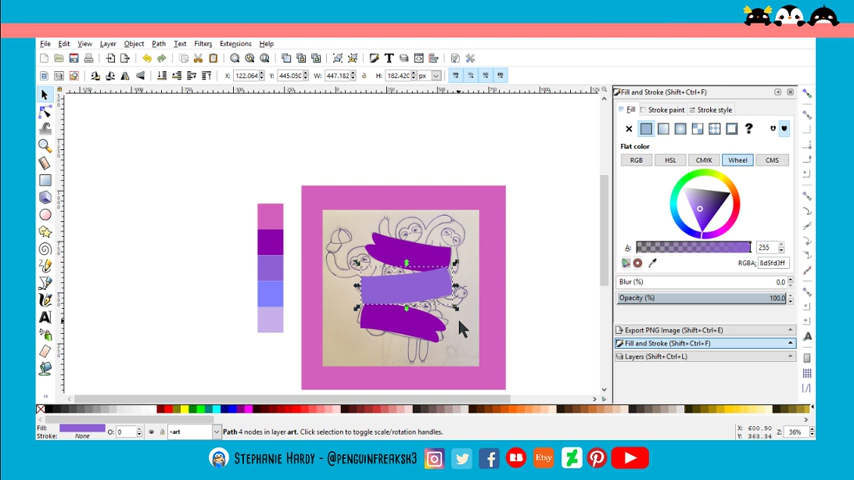 File Edit View Layer Object Path Text Filters Extensions Help
X: 122.064 Y: 445.050 W: 447.182 H: 182.420 px
Fill and Stroke (Shift+Ctrl+F)
Fill Stroke paint Stroke style
Flat color
RGB HSL CMYK Wheel CMS
A: 255
RGBA: 8d5fd3ff
Blur (%) 0.0
Opacity (%) 100.0
Export PNG Image (Shift+Ctrl+E)
Fill and Stroke (Shift+Ctrl+F)
Layers (Shift+Ctrl+L)
Fill:
Stroke: None
O: 0
-art
Path 4 nodes in layer art. Click selection to toggle scale/rotation handles.
X: 600.90
Y: 363.34
Z: 36%
Stephanie Hardy - @penguinfreaksh3
Etsy